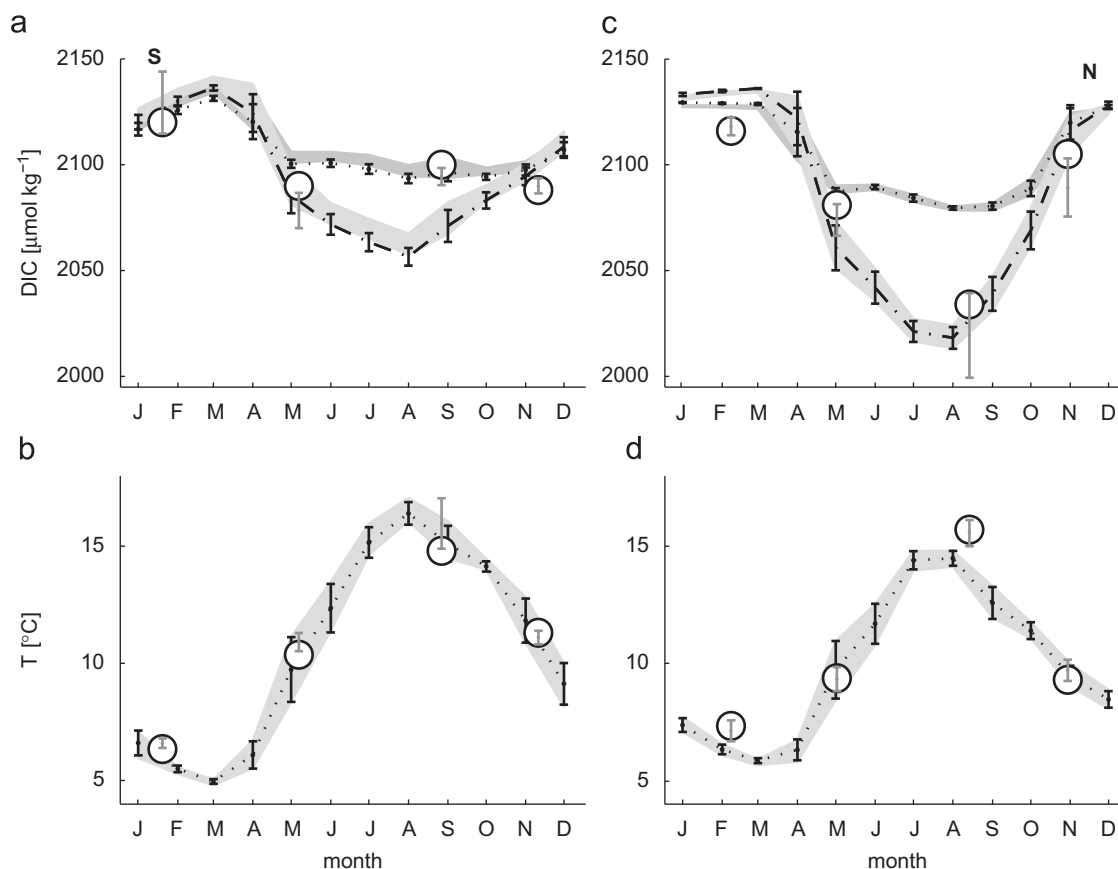 a
S
2150
2100
2050
2000
DIC [µmol kg⁻¹]
J F M A M J J A S O N D
c
N
2150
2100
2050
2000
J F M A M J J A S O N D
b
15
10
5
T [°C]
J F M A M J J A S O N D
month
d
15
10
5
J F M A M J J A S O N D
month